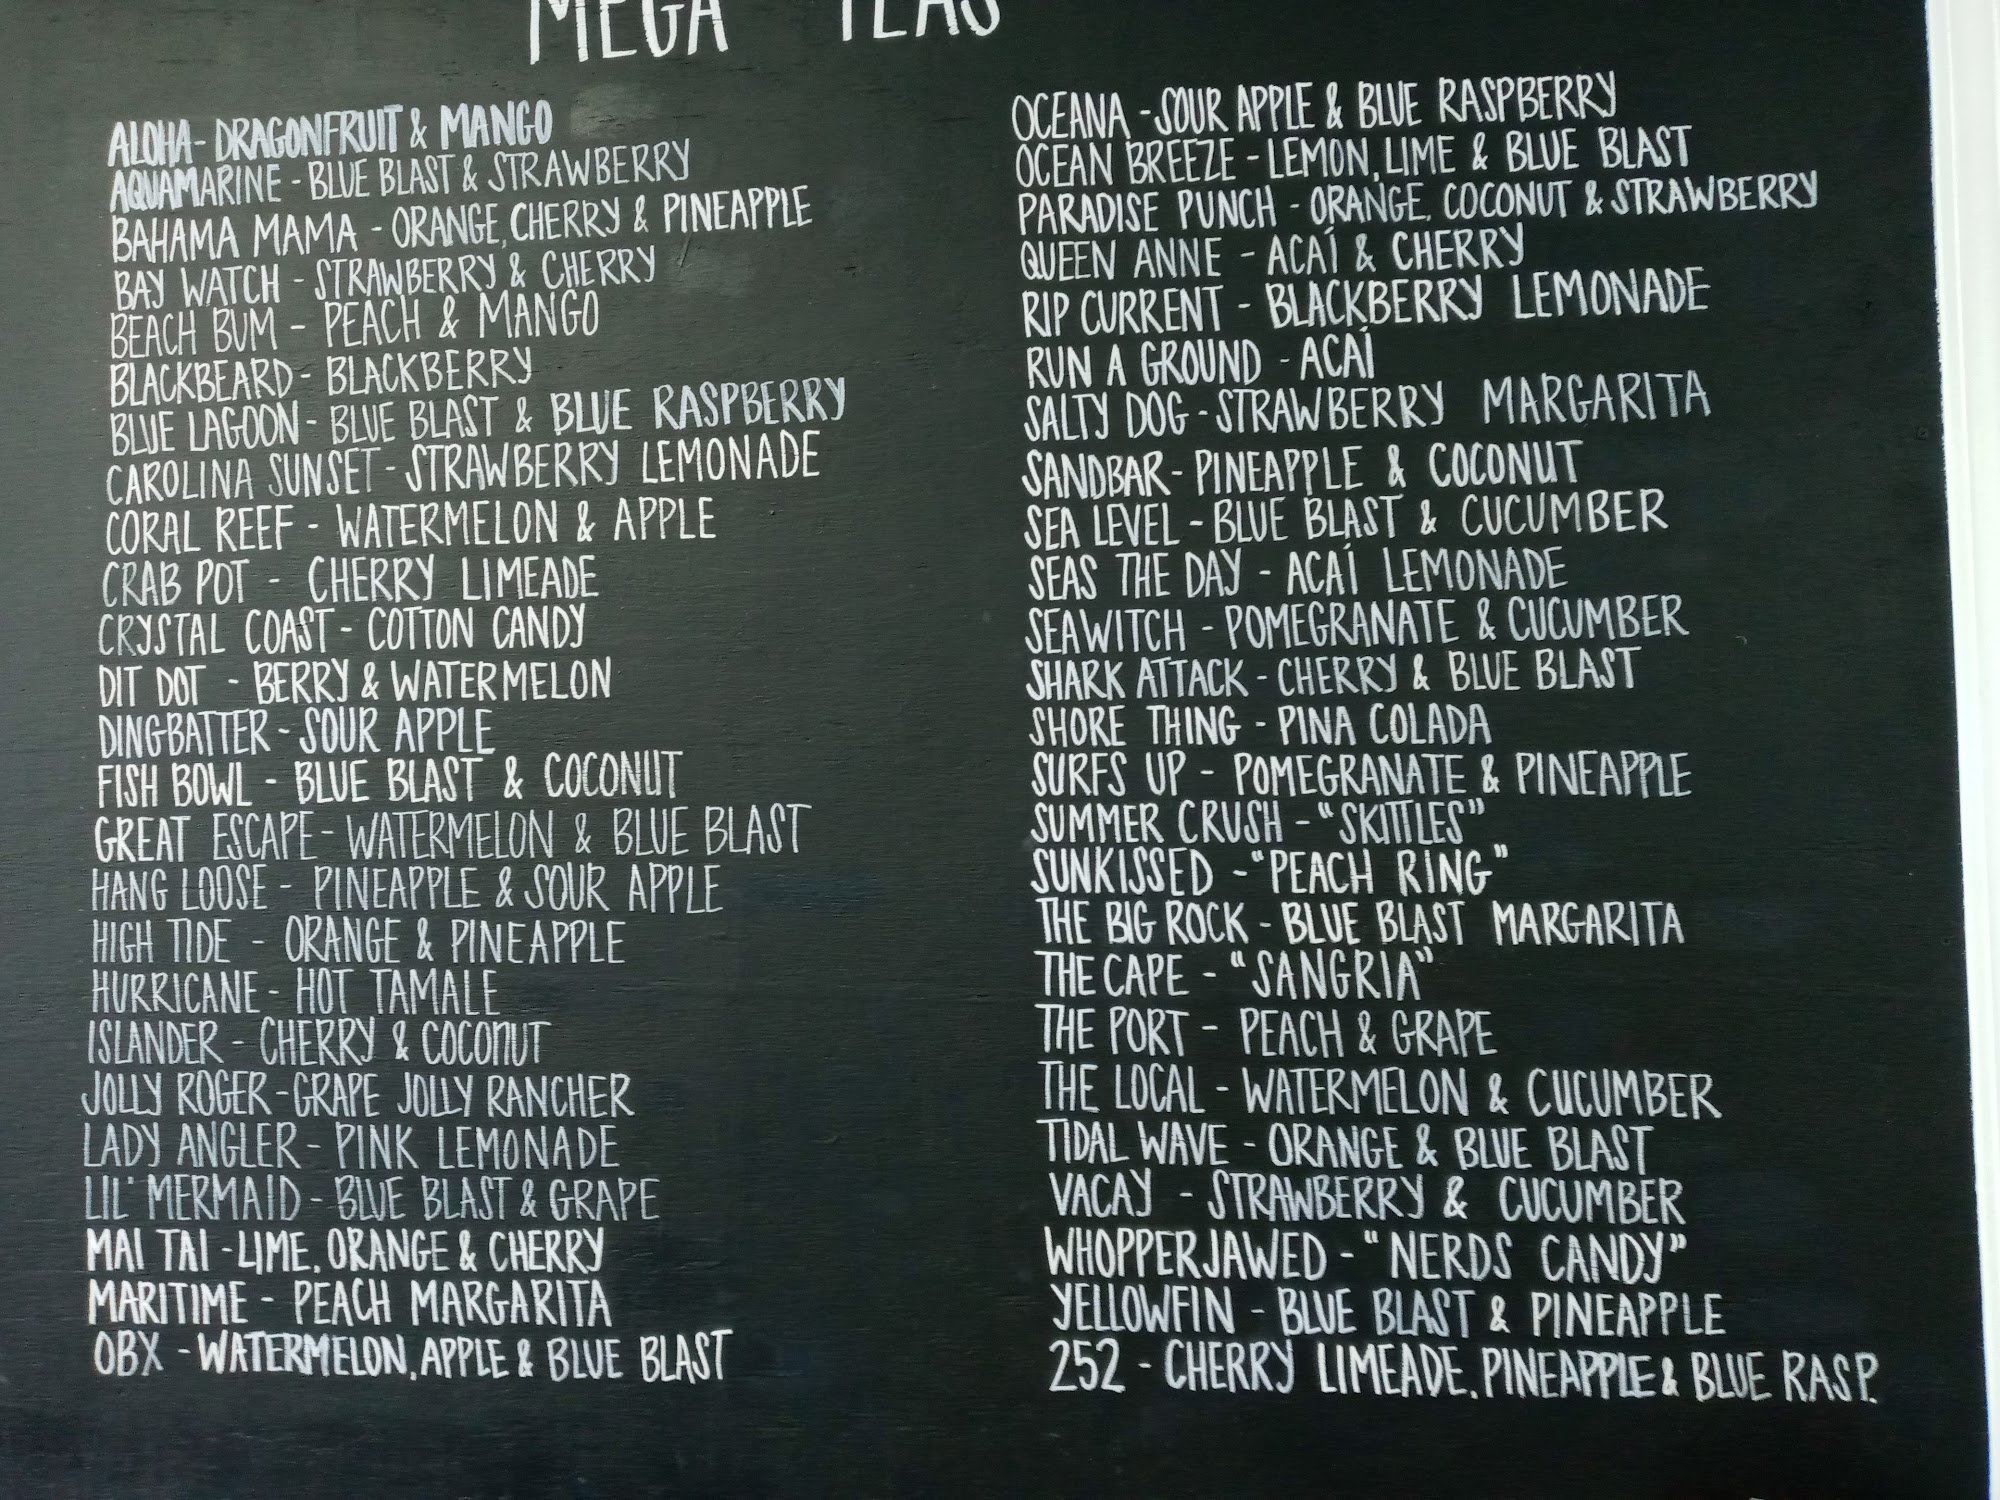 MEGA TEAS
ALOHA- DRAGONFRUIT & MANGO
AQUAMARINE - BLUE BLAST & STRAWBERRY
BAHAMA MAMA - ORANGE, CHERRY & PINEAPPLE
BAY WATCH - STRAWBERRY & CHERRY
BEACH BUM - PEACH & MANGO
BLACKBEARD - BLACKBERRY
BLUE LAGOON - BLUE BLAST & BLUE RASPBERRY
CAROLINA SUNSET - STRAWBERRY LEMONADE
CORAL REEF - WATERMELON & APPLE
CRAB POT - CHERRY LIMEADE
CRYSTAL COAST - COTTON CANDY
DIT DOT - BERRY & WATERMELON
DINGBATTER - SOUR APPLE
FISH BOWL - BLUE BLAST & COCONUT
GREAT ESCAPE - WATERMELON & BLUE BLAST
HANG LOOSE - PINEAPPLE & SOUR APPLE
HIGH TIDE - ORANGE & PINEAPPLE
HURRICANE - HOT TAMALE
ISLANDER - CHERRY & COCONUT
JOLLY ROGER - GRAPE JOLLY RANCHER
LADY ANGLER - PINK LEMONADE
LIL' MERMAID - BLUE BLAST & GRAPE
MAI TAI - LIME, ORANGE & CHERRY
MARITIME - PEACH MARGARITA
OBX - WATERMELON, APPLE & BLUE BLAST
OCEANA - SOUR APPLE & BLUE RASPBERRY
OCEAN BREEZE - LEMON, LIME & BLUE BLAST
PARADISE PUNCH - ORANGE, COCONUT & STRAWBERRY
QUEEN ANNE - ACAÍ & CHERRY
RIP CURRENT - BLACKBERRY LEMONADE
RUN A GROUND - ACAÍ
SALTY DOG - STRAWBERRY MARGARITA
SANDBAR - PINEAPPLE & COCONUT
SEA LEVEL - BLUE BLAST & CUCUMBER
SEAS THE DAY - ACAÍ LEMONADE
SEAWITCH - POMEGRANATE & CUCUMBER
SHARK ATTACK - CHERRY & BLUE BLAST
SHORE THING - PINA COLADA
SURFS UP - POMEGRANATE & PINEAPPLE
SUMMER CRUSH - "SKITTLES"
SUNKISSED - "PEACH RING"
THE BIG ROCK - BLUE BLAST MARGARITA
THE CAPE - "SANGRIA"
THE PORT - PEACH & GRAPE
THE LOCAL - WATERMELON & CUCUMBER
TIDAL WAVE - ORANGE & BLUE BLAST
VACAY - STRAWBERRY & CUCUMBER
WHOPPERJAWED - "NERDS CANDY"
YELLOWFIN - BLUE BLAST & PINEAPPLE
252 - CHERRY LIMEADE, PINEAPPLE & BLUE RASP.